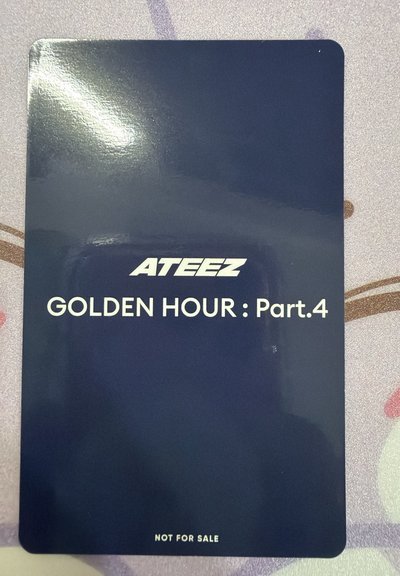 ATEEZ
GOLDEN HOUR : Part.4
NOT FOR SALE